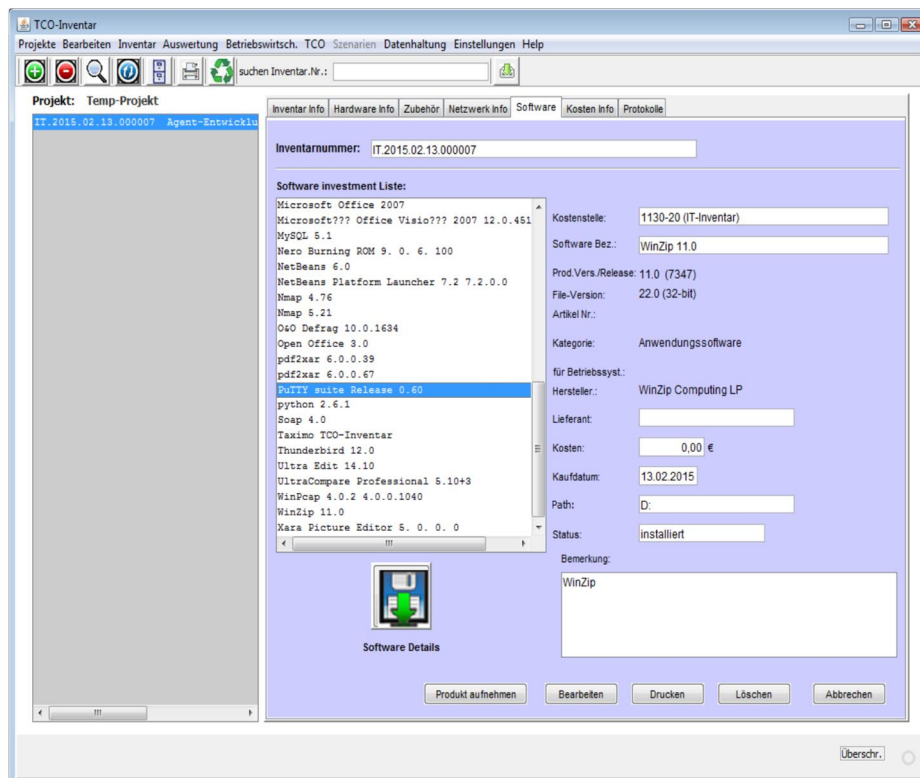 TCO-Inventar
Projekte Bearbeiten Inventar Auswertung Betriebswirtsch. TCO Szenarien Datenhaltung Einstellungen Help
suchen Inventar.Nr.:
Projekt: Temp-Projekt
IT.2015.02.13.000007 Agent-Entwicklu
Inventar Info Hardware Info Zubehör Netzwerk Info Software Kosten Info Protokolle
Inventarnummer: IT.2015.02.13.000007
Software investment Liste:
Microsoft Office 2007
Microsoft??? Office Visio??? 2007 12.0.451
MySQL 5.1
Nero Burning ROM 9. 0. 6. 100
NetBeans 6.0
NetBeans Platform Launcher 7.2 7.2.0.0
Nmap 4.76
Nmap 5.21
O&O Defrag 10.0.1634
Open Office 3.0
pdf2xar 6.0.0.39
pdf2xar 6.0.0.67
PuTTY suite Release 0.60
python 2.6.1
Soap 4.0
Taximo TCO-Inventar
Thunderbird 12.0
Ultra Edit 14.10
UltraCompare Professional 5.10+3
WinPcap 4.0.2 4.0.0.1040
WinZip 11.0
Xara Picture Editor 5. 0. 0. 0
Software Details
Kostenstelle: 1130-20 (IT-Inventar)
Software Bez.: WinZip 11.0
Prod.Vers./Release: 11.0 (7347)
File-Version: 22.0 (32-bit)
Artikel Nr.:
Kategorie: Anwendungssoftware
für Betriebssyst.:
Hersteller.: WinZip Computing LP
Lieferant:
Kosten: 0,00 €
Kaufdatum: 13.02.2015
Path: D:
Status: installiert
Bemerkung:
WinZip
Produkt aufnehmen Bearbeiten Drucken Löschen Abbrechen
Überschr.